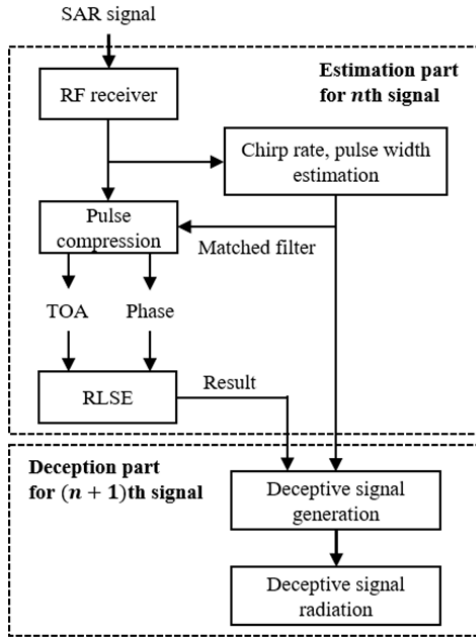 SAR signal
Estimation part
for nth signal
RF receiver
Chirp rate, pulse width
estimation
Pulse
compression
Matched filter
TOA
Phase
RLSE
Result
Deception part
for (n + 1)th signal
Deceptive signal
generation
Deceptive signal
radiation